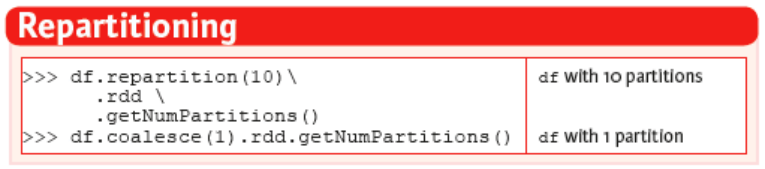 Repartitioning
>>> df.repartition(10)\ df with 10 partitions
.rdd \
.getNumPartitions()
>>> df.coalesce(1).rdd.getNumPartitions() df with 1 partition